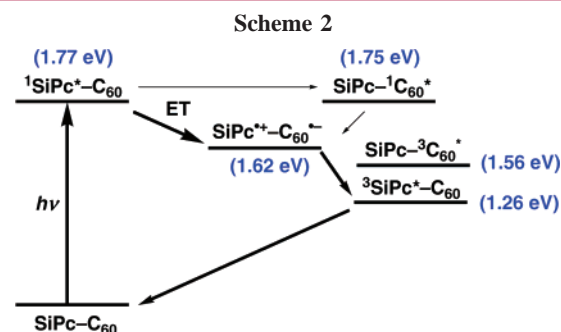 Scheme 2
(1.77 eV)
(1.75 eV)
¹SiPc*–C₆₀
SiPc–¹C₆₀*
ET
SiPc•⁺–C₆₀•⁻
(1.62 eV)
SiPc–³C₆₀*
(1.56 eV)
³SiPc*–C₆₀
(1.26 eV)
hν
SiPc–C₆₀